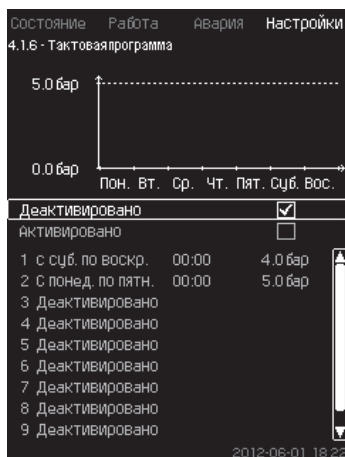 Состояние Работа Авария Настройки
4.1.6 - Тактовая программа
5.0 бар
0.0 бар
Пон. Вт. Ср. Чт. Пят. Суб. Вос.
Деактивировано
Активировано
1 с суб. по воскр. 00:00 4.0 бар
2 С понед. по пятн. 00:00 5.0 бар
3 Деактивировано
4 Деактивировано
5 Деактивировано
6 Деактивировано
7 Деактивировано
8 Деактивировано
9 Деактивировано
2012-06-01 18:22